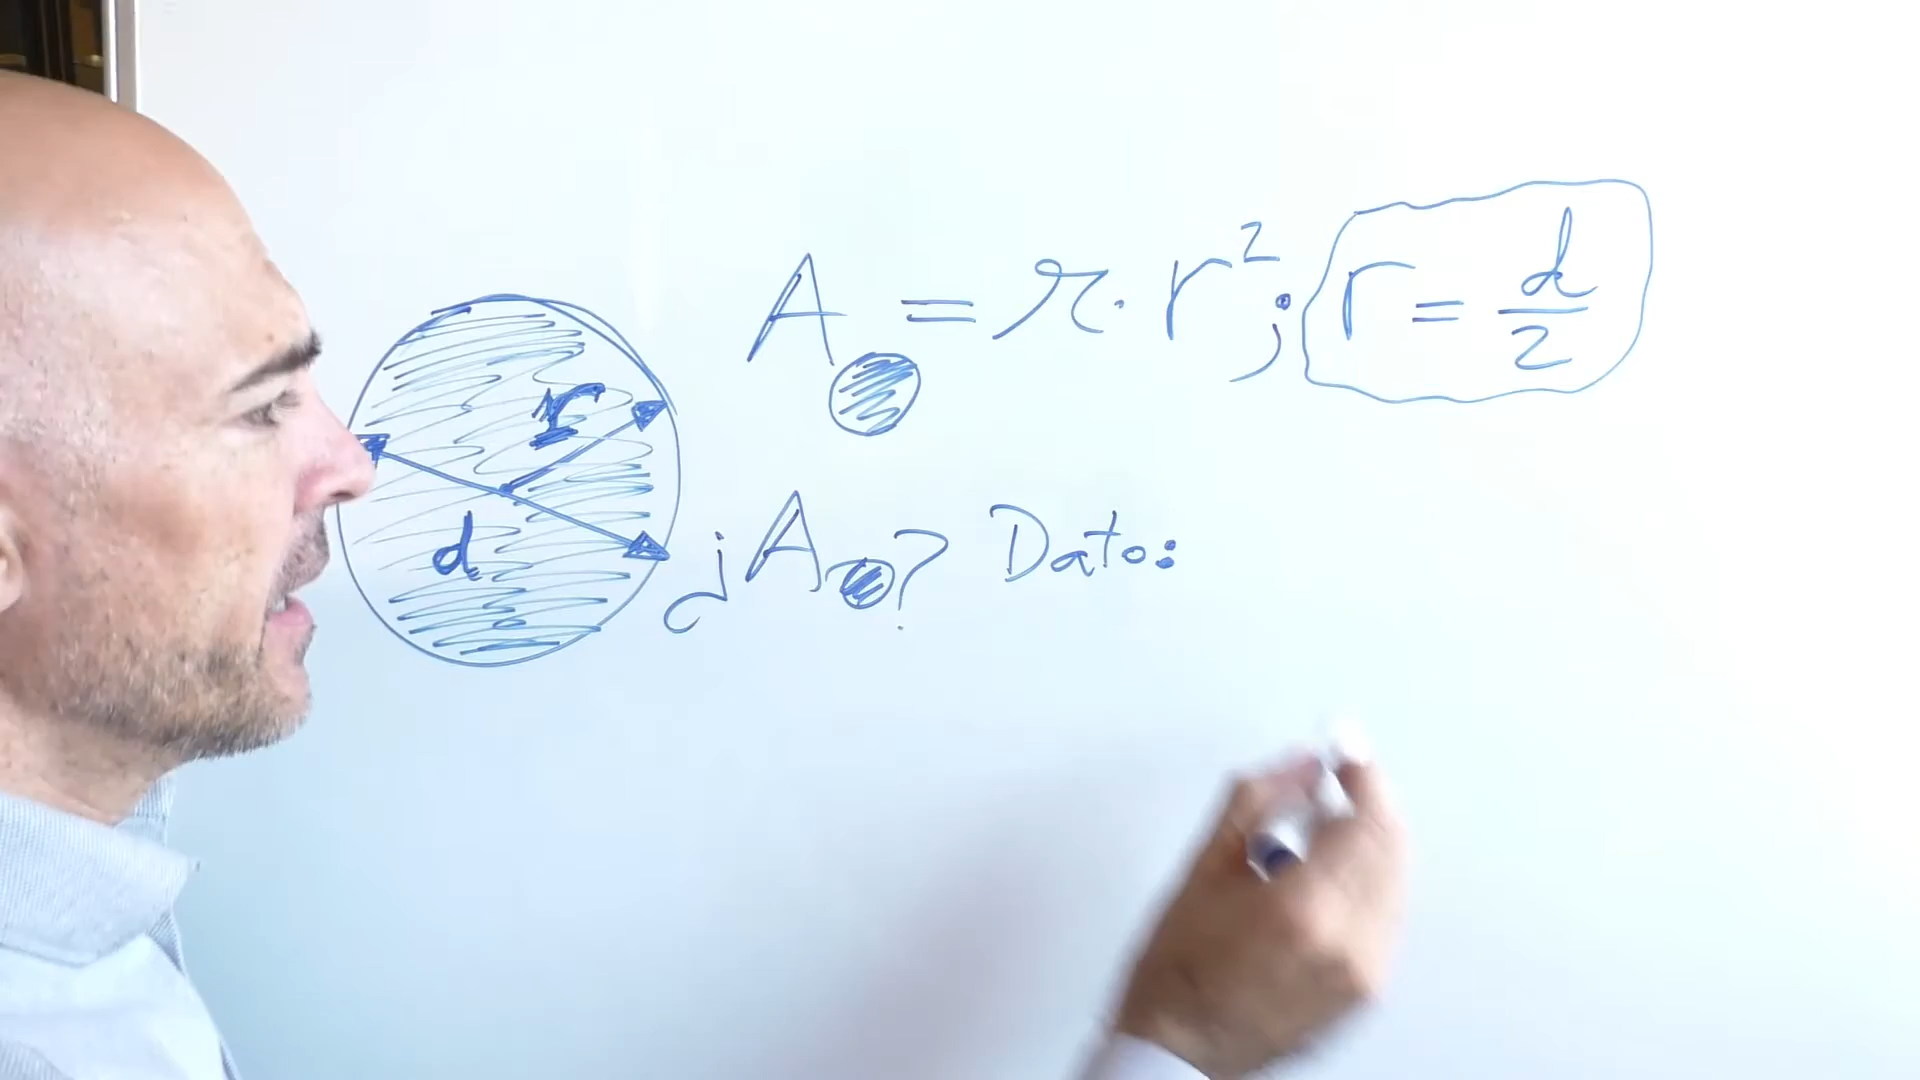 A = π · r²; r = d/2
r
d
¿A? Dato: